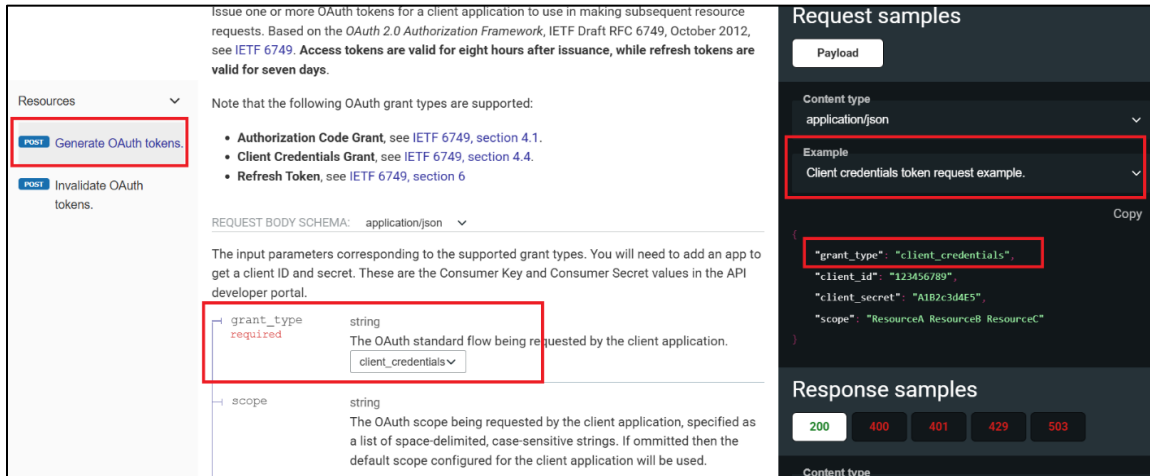 Resources
POST Generate OAuth tokens.
POST Invalidate OAuth
tokens.
Issue one or more OAuth tokens for a client application to use in making subsequent resource
requests. Based on the OAuth 2.0 Authorization Framework, IETF Draft RFC 6749, October 2012,
see IETF 6749. Access tokens are valid for eight hours after issuance, while refresh tokens are
valid for seven days.
Note that the following OAuth grant types are supported:
• Authorization Code Grant, see IETF 6749, section 4.1.
• Client Credentials Grant, see IETF 6749, section 4.4.
• Refresh Token, see IETF 6749, section 6
REQUEST BODY SCHEMA: application/json
The input parameters corresponding to the supported grant types. You will need to add an app to
get a client ID and secret. These are the Consumer Key and Consumer Secret values in the API
developer portal.
grant_type string
required The OAuth standard flow being requested by the client application.
client_credentials
scope string
The OAuth scope being requested by the client application, specified as
a list of space-delimited, case-sensitive strings. If ommitted then the
default scope configured for the client application will be used.
Request samples
Payload
Content type
application/json
Example
Client credentials token request example.
Copy
{
"grant_type": "client_credentials",
"client_id": "123456789",
"client_secret": "A1B2c3d4E5",
"scope": "ResourceA ResourceB ResourceC"
}
Response samples
200 400 401 429 503
Content type